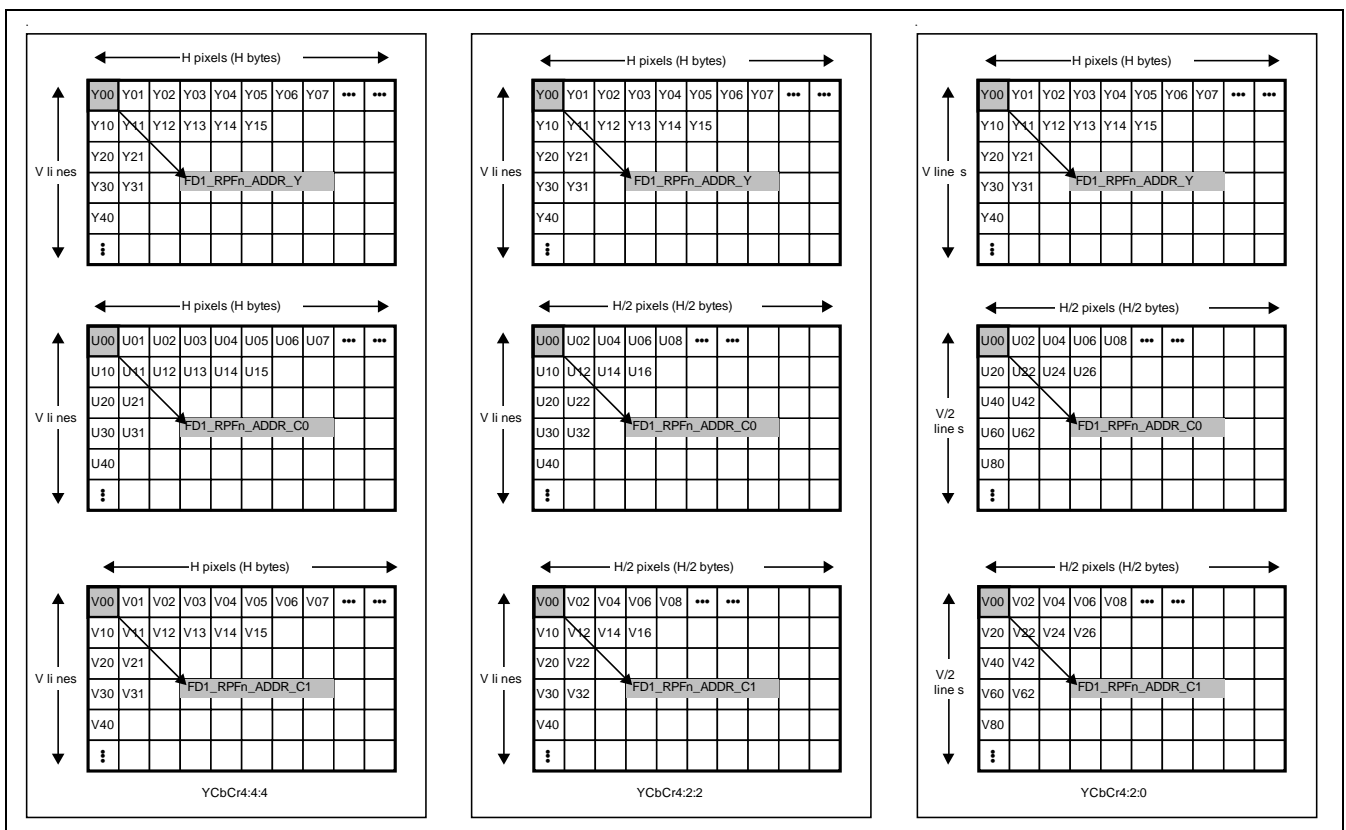 H pixels (H bytes)
Y00 Y01 Y02 Y03 Y04 Y05 Y06 Y07 ••• •••
Y10 Y11 Y12 Y13 Y14 Y15
Y20 Y21
V li nes
Y30 Y31
FD1_RPFn_ADDR_Y
Y40
H pixels (H bytes)
U00 U01 U02 U03 U04 U05 U06 U07 ••• •••
U10 U11 U12 U13 U14 U15
U20 U21
V li nes
U30 U31
FD1_RPFn_ADDR_C0
U40
H pixels (H bytes)
V00 V01 V02 V03 V04 V05 V06 V07 ••• •••
V10 V11 V12 V13 V14 V15
V20 V21
V li nes
V30 V31
FD1_RPFn_ADDR_C1
V40
YCbCr4:4:4
H pixels (H bytes)
Y00 Y01 Y02 Y03 Y04 Y05 Y06 Y07 ••• •••
Y10 Y11 Y12 Y13 Y14 Y15
Y20 Y21
V li nes
Y30 Y31
FD1_RPFn_ADDR_Y
Y40
H/2 pixels (H/2 bytes)
U00 U02 U04 U06 U08 ••• •••
U10 U12 U14 U16
U20 U22
V li nes
U30 U32
FD1_RPFn_ADDR_C0
U40
H/2 pixels (H/2 bytes)
V00 V02 V04 V06 V08 ••• •••
V10 V12 V14 V16
V20 V22
V li nes
V30 V32
FD1_RPFn_ADDR_C1
V40
YCbCr4:2:2
H pixels (H bytes)
Y00 Y01 Y02 Y03 Y04 Y05 Y06 Y07 ••• •••
Y10 Y11 Y12 Y13 Y14 Y15
Y20 Y21
V line s
Y30 Y31
FD1_RPFn_ADDR_Y
Y40
H/2 pixels (H/2 bytes)
U00 U02 U04 U06 U08 ••• •••
U20 U22 U24 U26
U40 U42
V/2
line s
U60 U62
FD1_RPFn_ADDR_C0
U80
H/2 pixels (H/2 bytes)
V00 V02 V04 V06 V08 ••• •••
V20 V22 V24 V26
V40 V42
V/2
line s
V60 V62
FD1_RPFn_ADDR_C1
V80
YCbCr4:2:0